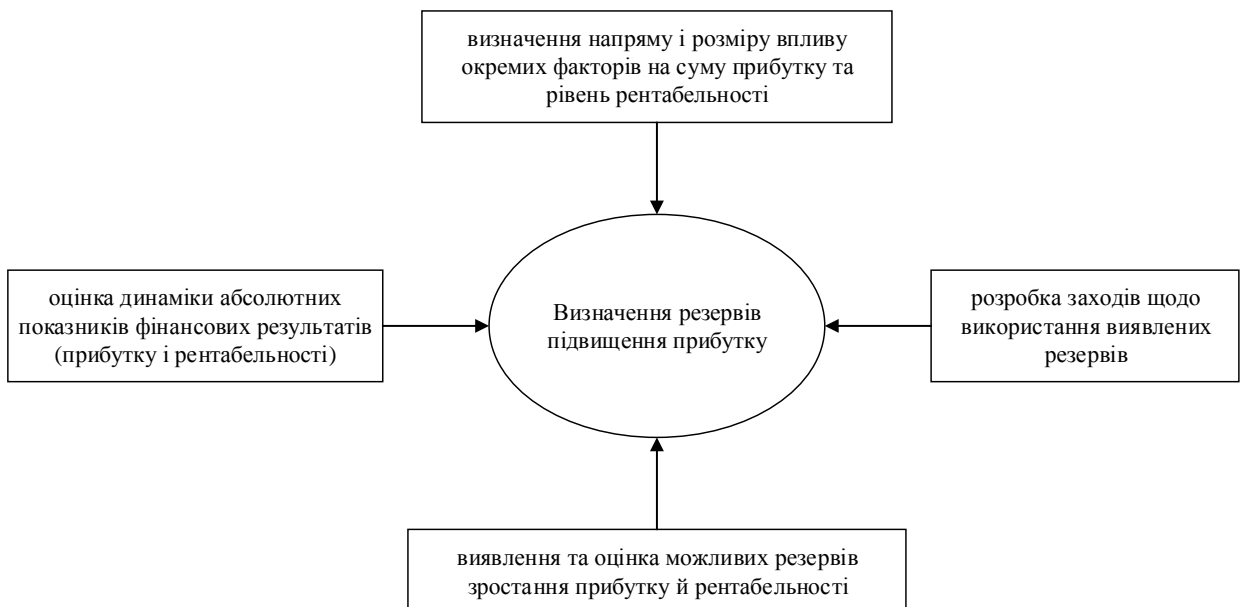 визначення напряму і розміру впливу
окремих факторів на суму прибутку та
рівень рентабельності
оцінка динаміки абсолютних
показників фінансових результатів
(прибутку і рентабельності)
Визначення резервів
підвищення прибутку
розробка заходів щодо
використання виявлених
резервів
виявлення та оцінка можливих резервів
зростання прибутку й рентабельності